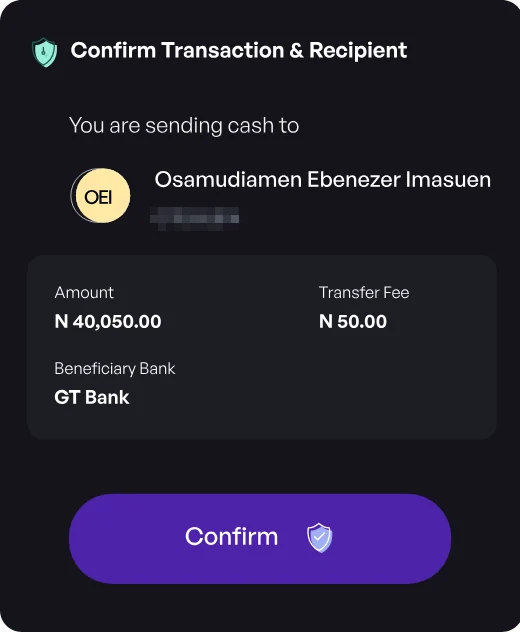 Confirm Transaction & Recipient
You are sending cash to
OEI
Osamudiamen Ebenezer Imasuen
Amount
N 40,050.00
Transfer Fee
N 50.00
Beneficiary Bank
GT Bank
Confirm